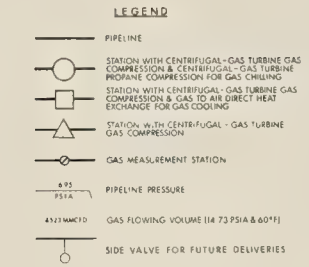 LEGEND
PIPELINE
STATION WITH CENTRIFUGAL-GAS TURBINE GAS
COMPRESSION & CENTRIFUGAL-GAS TURBINE
PROPANE COMPRESSION FOR GAS CHILLING
STATION WITH CENTRIFUGAL-GAS TURBINE GAS
COMPRESSION & GAS TO AIR DIRECT HEAT
EXCHANGE FOR GAS COOLING
STATION WITH CENTRIFUGAL - GAS TURBINE
GAS COMPRESSION
GAS MEASUREMENT STATION
695
PSIA
PIPELINE PRESSURE
4523 MMCFD GAS FLOWING VOLUME (14 73 PSIA & 60°F)
SIDE VALVE FOR FUTURE DELIVERIES